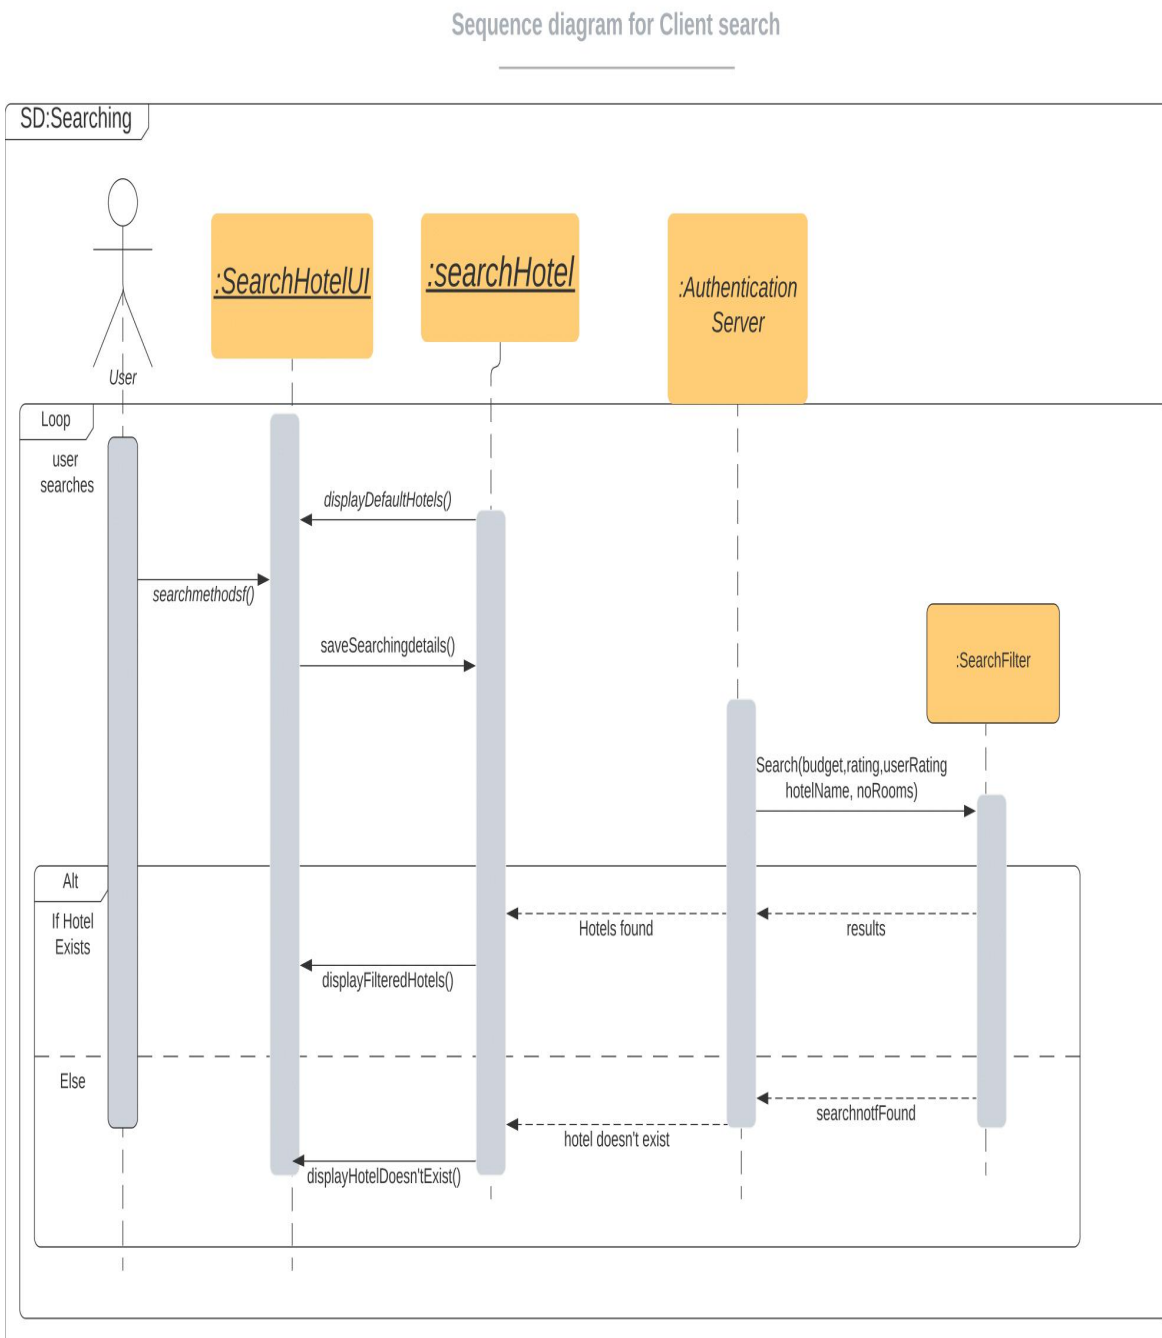 Sequence diagram for Client search
SD:Searching
:SearchHotelUI
:searchHotel
:Authentication
Server
User
Loop
user
searches
displayDefaultHotels()
searchmethodsf()
saveSearchingdetails()
:SearchFilter
Search(budget,rating,userRating
hotelName, noRooms)
Alt
If Hotel
Exists
Hotels found
results
displayFilteredHotels()
Else
searchnotfFound
hotel doesn't exist
displayHotelDoesn'tExist()